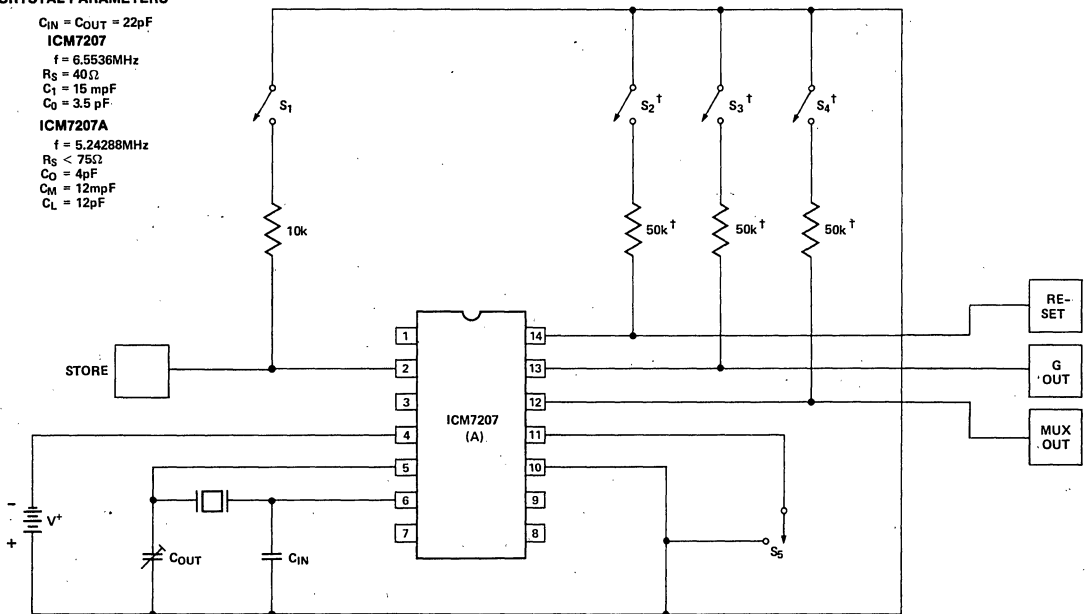 CRYSTAL PARAMETERS
CIN = COUT = 22pF
ICM7207
f = 6.5536MHz
RS = 40Ω
C1 = 15 mpF
C0 = 3.5 pF
ICM7207A
f = 5.24288MHz
RS < 75Ω
CO = 4pF
CM = 12mpF
CL = 12pF
S1
S2†
S3†
S4†
10k
50k†
50k†
50k†
STORE
1
2
3
4
5
6
7
ICM7207
(A)
14
13
12
11
10
9
8
RE-
SET
G
OUT
MUX
OUT
-
V+
+
COUT
CIN
S5